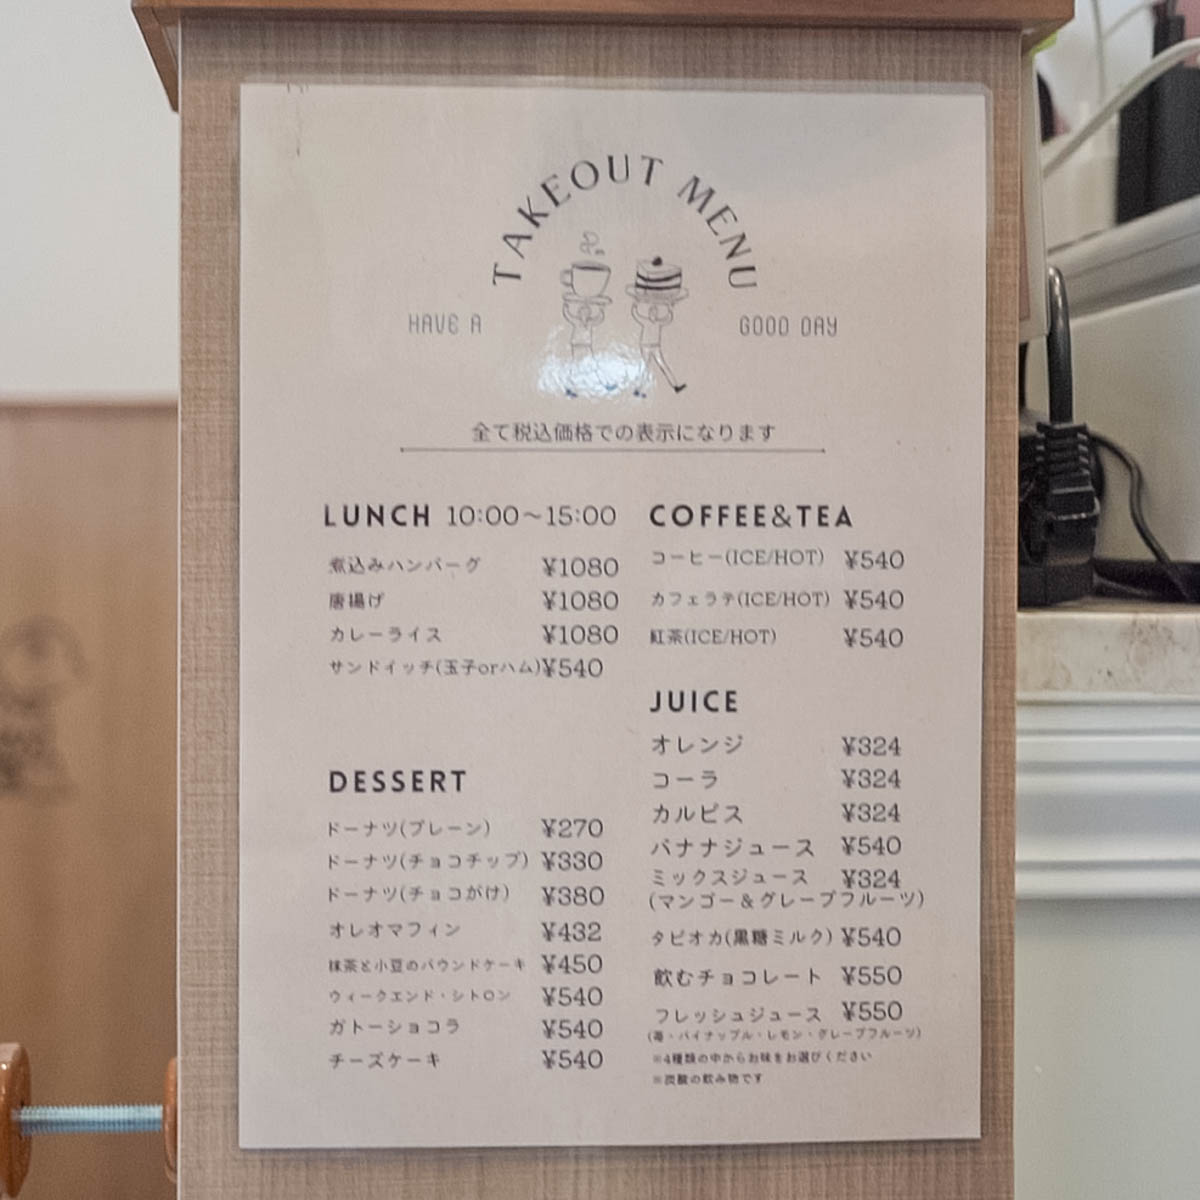 TAKEOUT MENU
HAVE A GOOD DAY
全て税込価格での表示になります
LUNCH 10:00～15:00
煮込みハンバーグ ¥1080
唐揚げ ¥1080
カレーライス ¥1080
サンドイッチ(玉子orハム) ¥540
DESSERT
ドーナツ(プレーン) ¥270
ドーナツ(チョコチップ) ¥330
ドーナツ(チョコがけ) ¥380
オレオマフィン ¥432
抹茶と小豆のパウンドケーキ ¥450
ウィークエンド・シトロン ¥540
ガトーショコラ ¥540
チーズケーキ ¥540
COFFEE&TEA
コーヒー(ICE/HOT) ¥540
カフェラテ(ICE/HOT) ¥540
紅茶(ICE/HOT) ¥540
JUICE
オレンジ ¥324
コーラ ¥324
カルピス ¥324
バナナジュース ¥540
ミックスジュース ¥324
(マンゴー＆グレープフルーツ)
タピオカ(黒糖ミルク) ¥540
飲むチョコレート ¥550
フレッシュジュース ¥550
(苺・パイナップル・レモン・グレープフルーツ)
※4種類の中からお味をお選びください
※炭酸の飲み物です